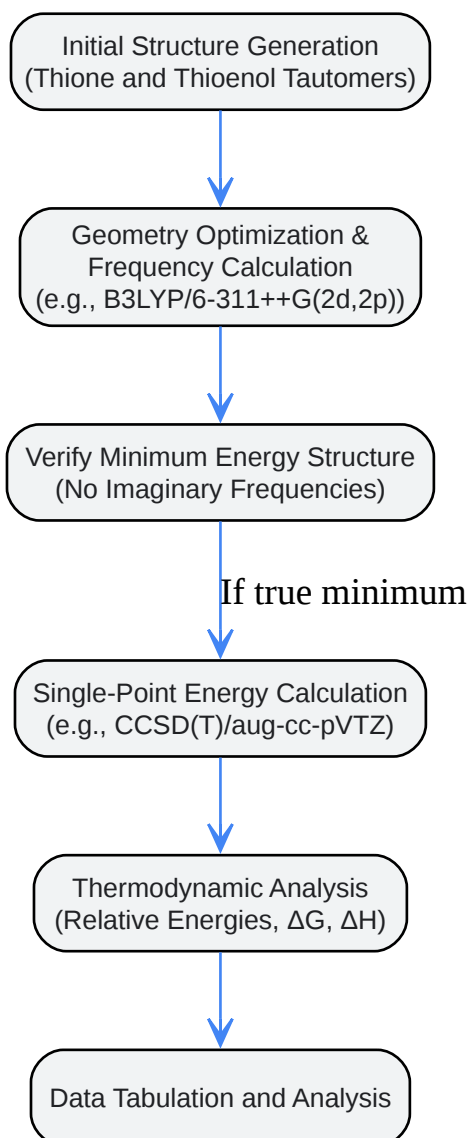 Initial Structure Generation
(Thione and Thioenol Tautomers)
Geometry Optimization &
Frequency Calculation
(e.g., B3LYP/6-311++G(2d,2p))
Verify Minimum Energy Structure
(No Imaginary Frequencies)
If true minimum
Single-Point Energy Calculation
(e.g., CCSD(T)/aug-cc-pVTZ)
Thermodynamic Analysis
(Relative Energies, ΔG, ΔH)
Data Tabulation and Analysis